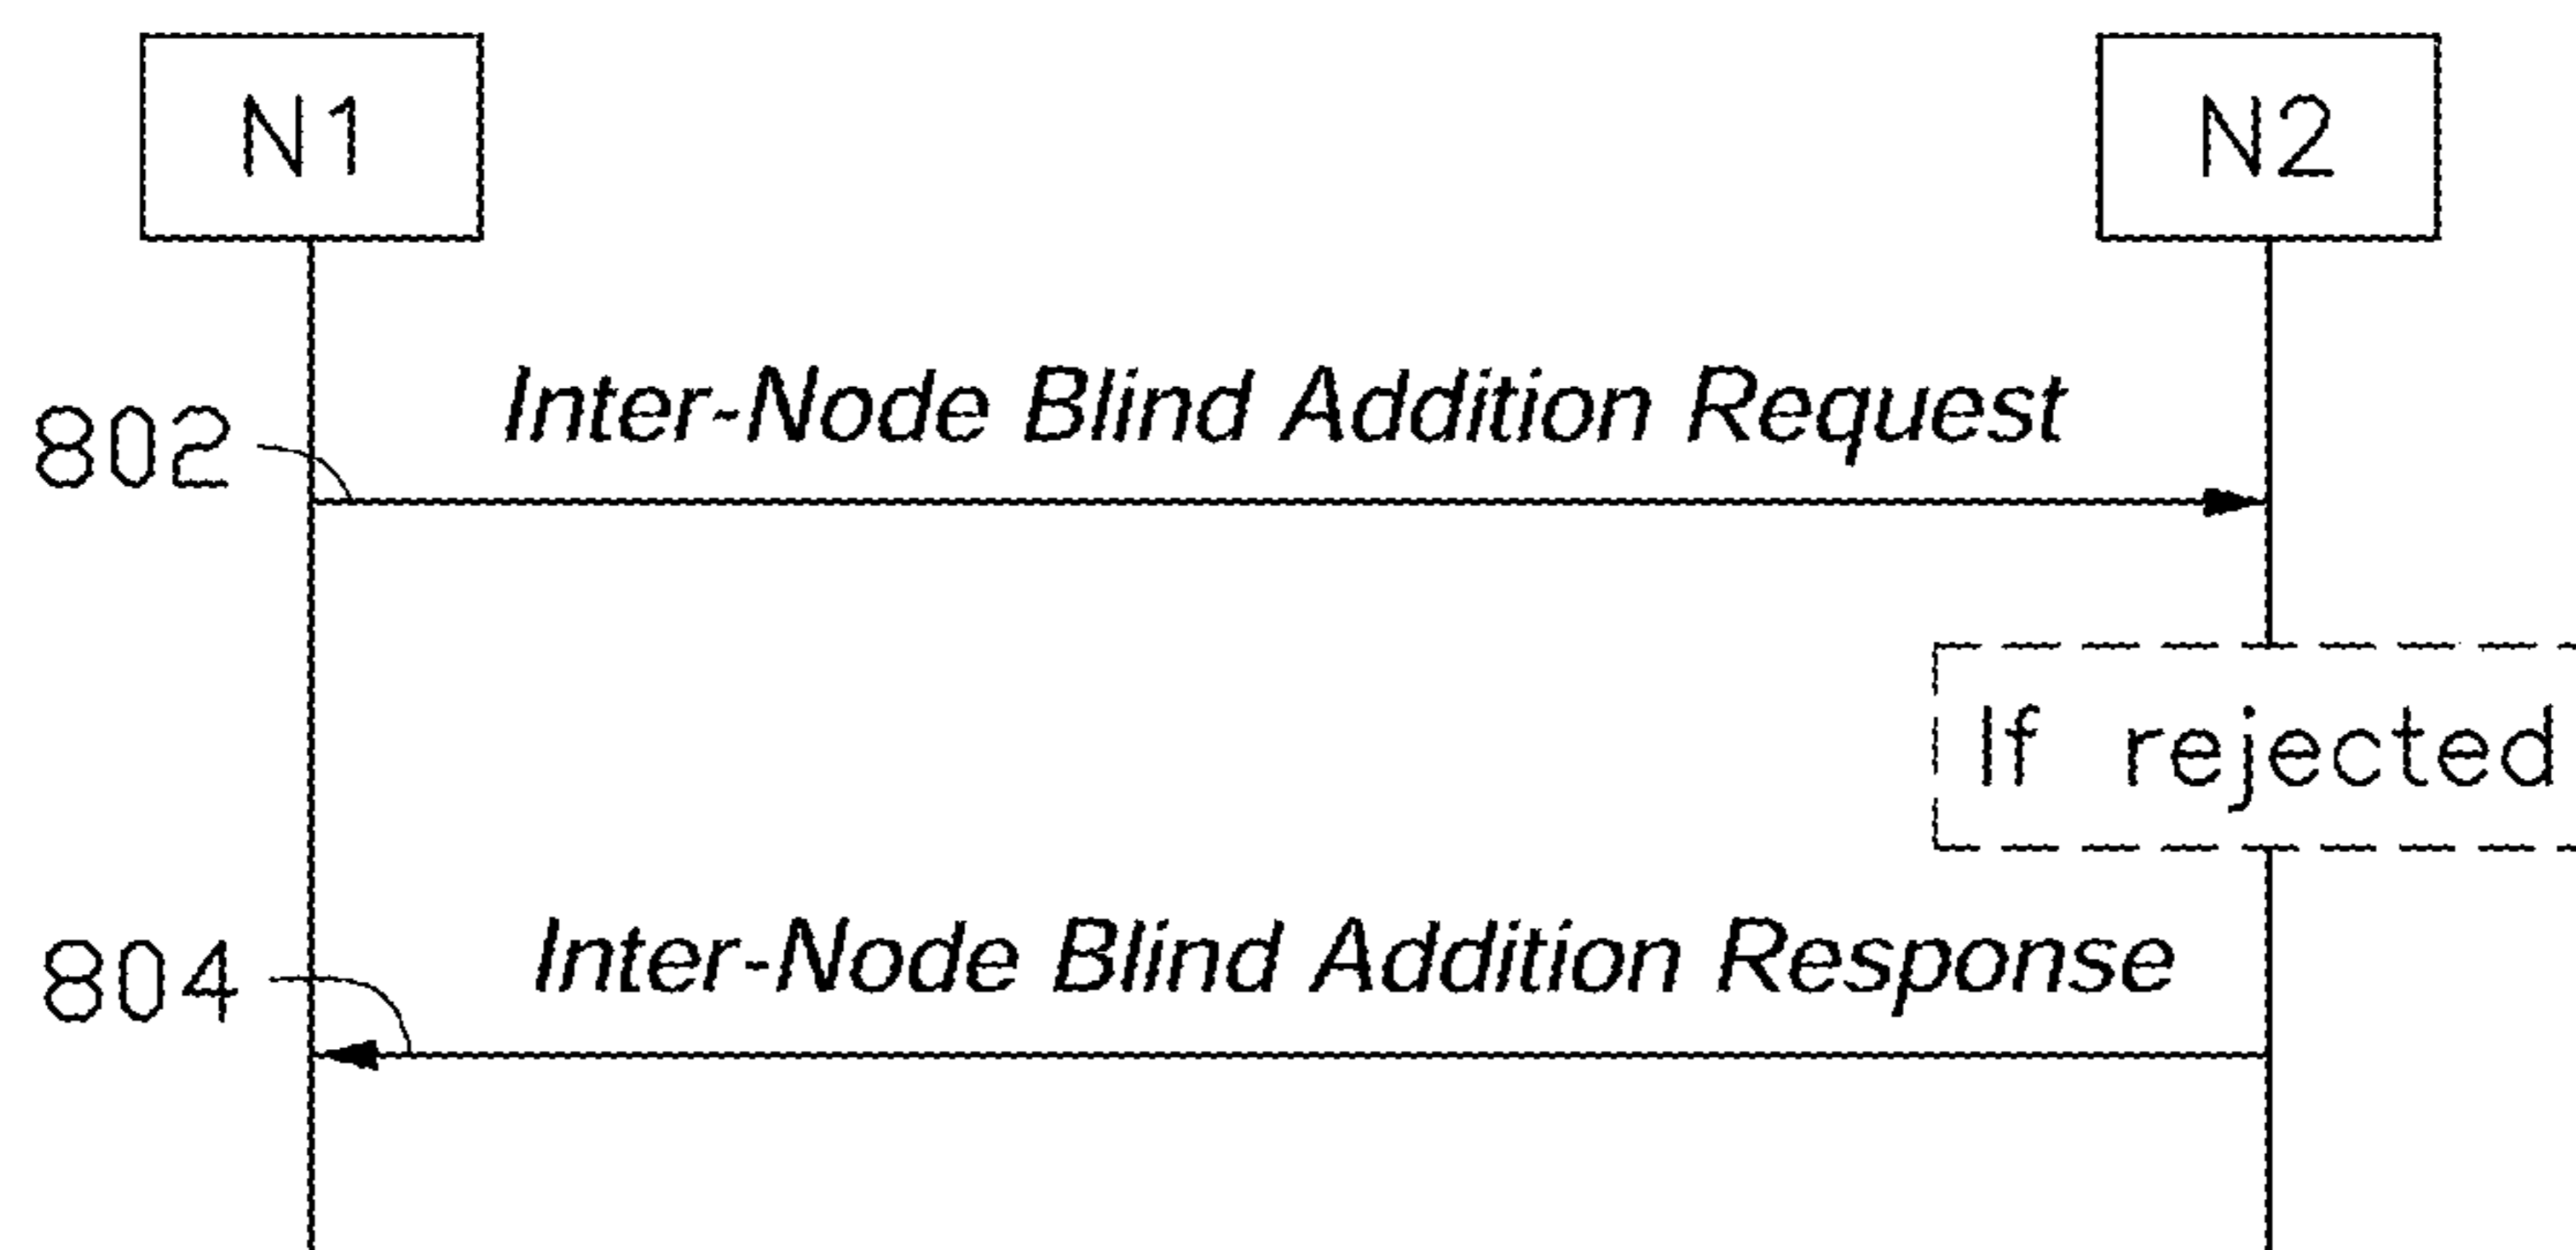 N1 N2
Inter-Node Blind Addition Request
802
If rejected
Inter-Node Blind Addition Response
804